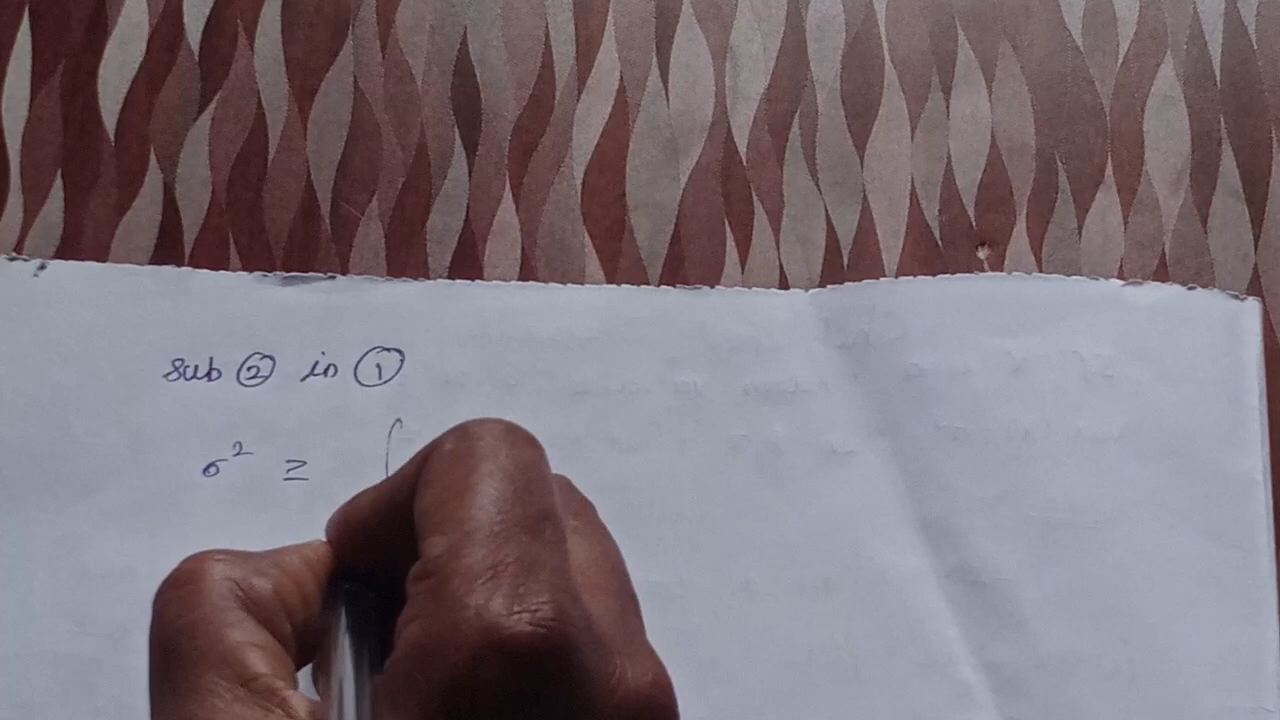 sub ② in ①
σ² ≥ (